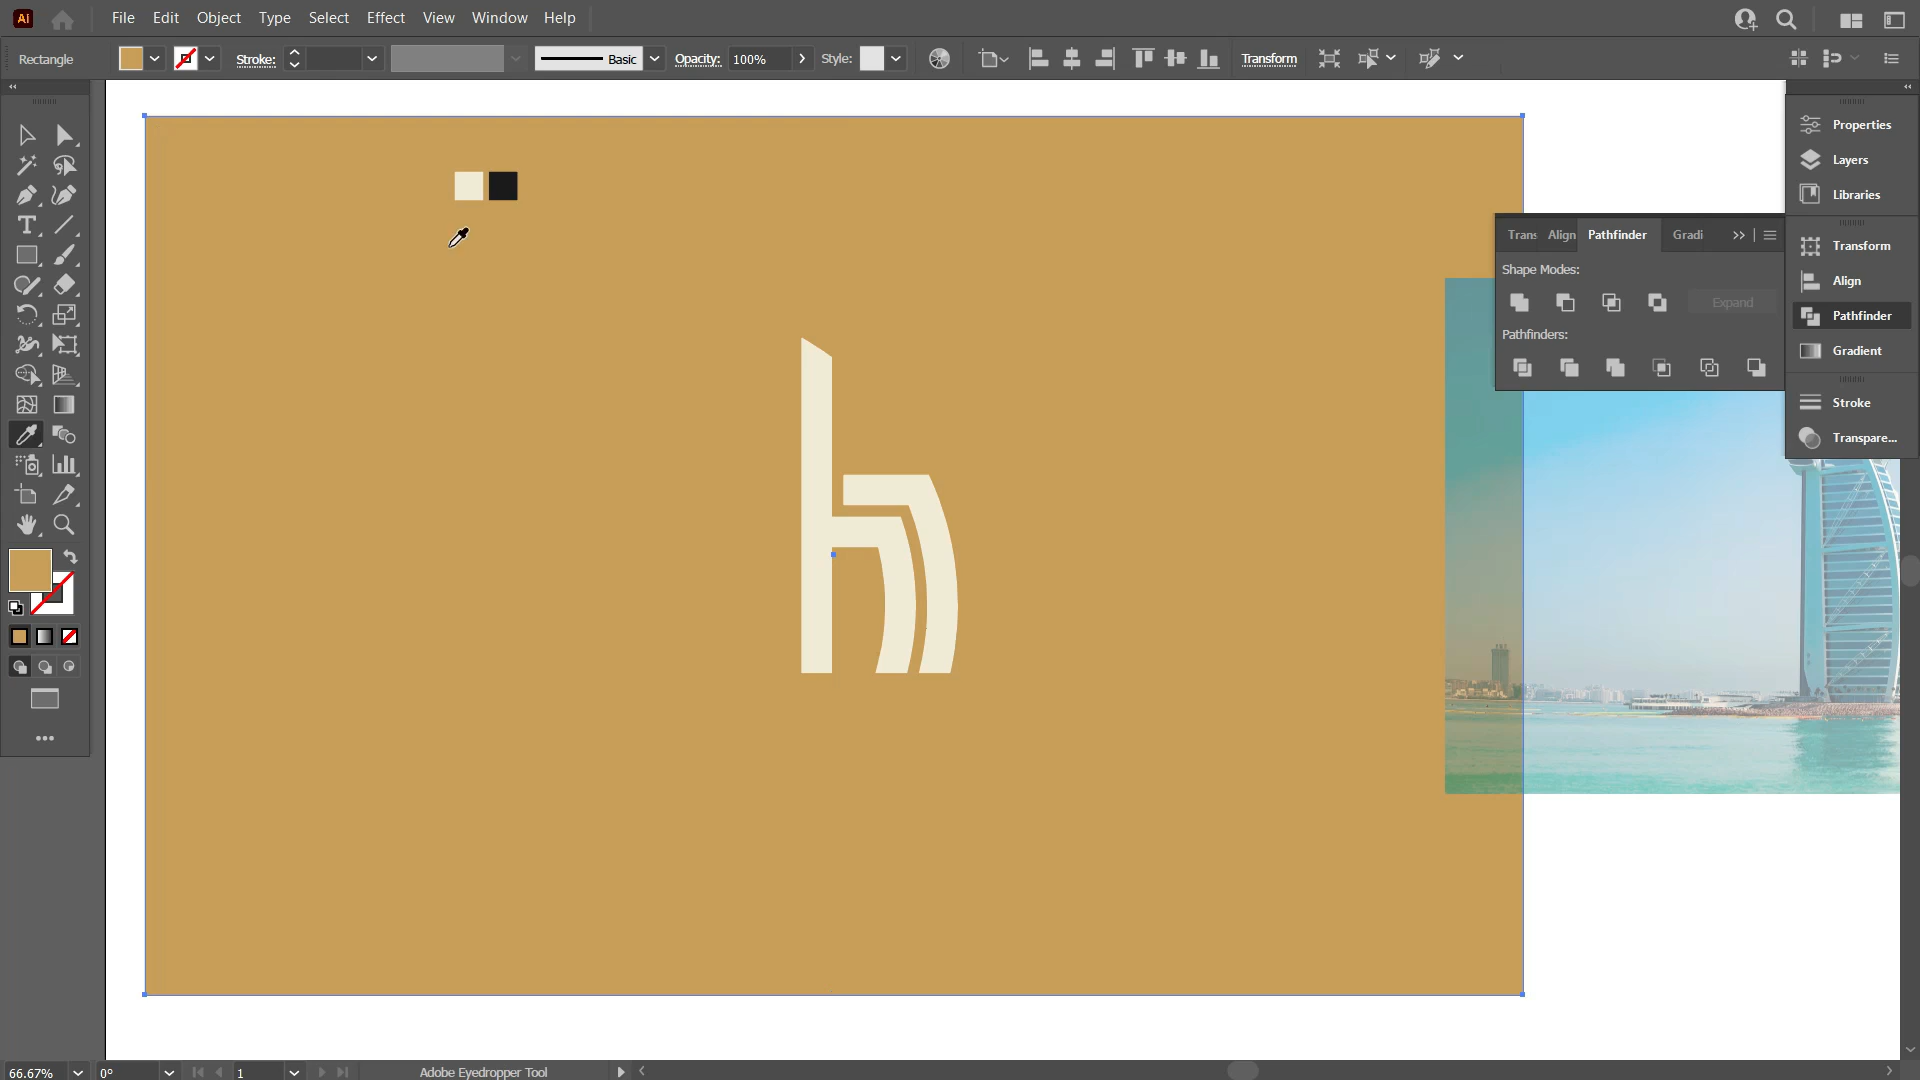 Ai File Edit Object Type Select Effect View Window Help
Rectangle Stroke: Basic Opacity: 100% Style: Transform
Properties
Layers
Libraries
Trans Align Pathfinder Gradi
Transform
Shape Modes:
Align
Expand
Pathfinder
Pathfinders:
Gradient
Stroke
Transpare...
66.67% 0° 1 Adobe Eyedropper Tool